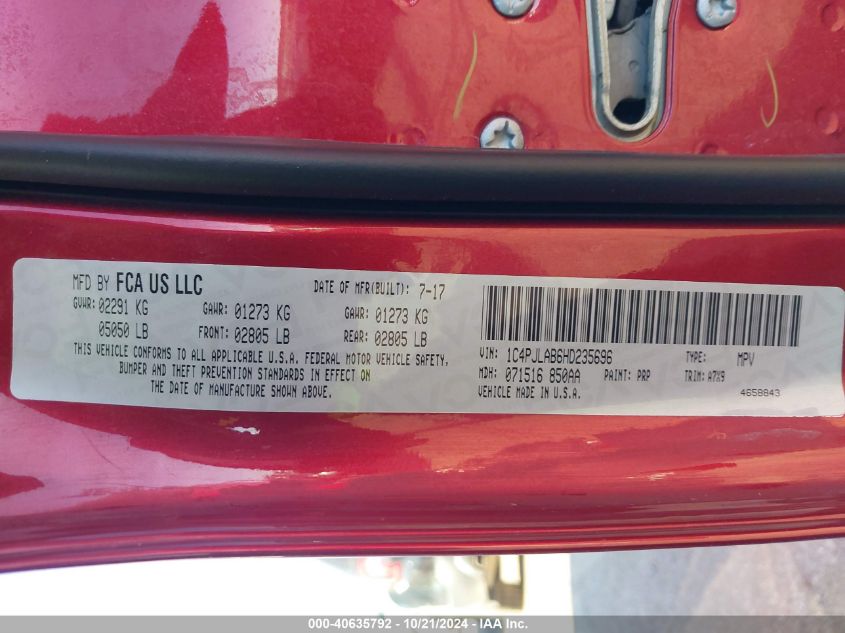 MFD BY FCA US LLC DATE OF MFR(BUILT): 7-17
GVWR: 02291 KG GAWR: 01273 KG GAWR: 01273 KG
05050 LB FRONT: 02805 LB REAR: 02805 LB
THIS VEHICLE CONFORMS TO ALL APPLICABLE U.S.A. FEDERAL MOTOR VEHICLE SAFETY,
BUMPER AND THEFT PREVENTION STANDARDS IN EFFECT ON
THE DATE OF MANUFACTURE SHOWN ABOVE.
VIN: 1C4PJLAB6HD235696 TYPE: MPV
MDH: 071516 850AA PAINT: PRP TRIM: A7X9
VEHICLE MADE IN U.S.A. 4658843
000-40635792 - 10/21/2024 - IAA Inc.